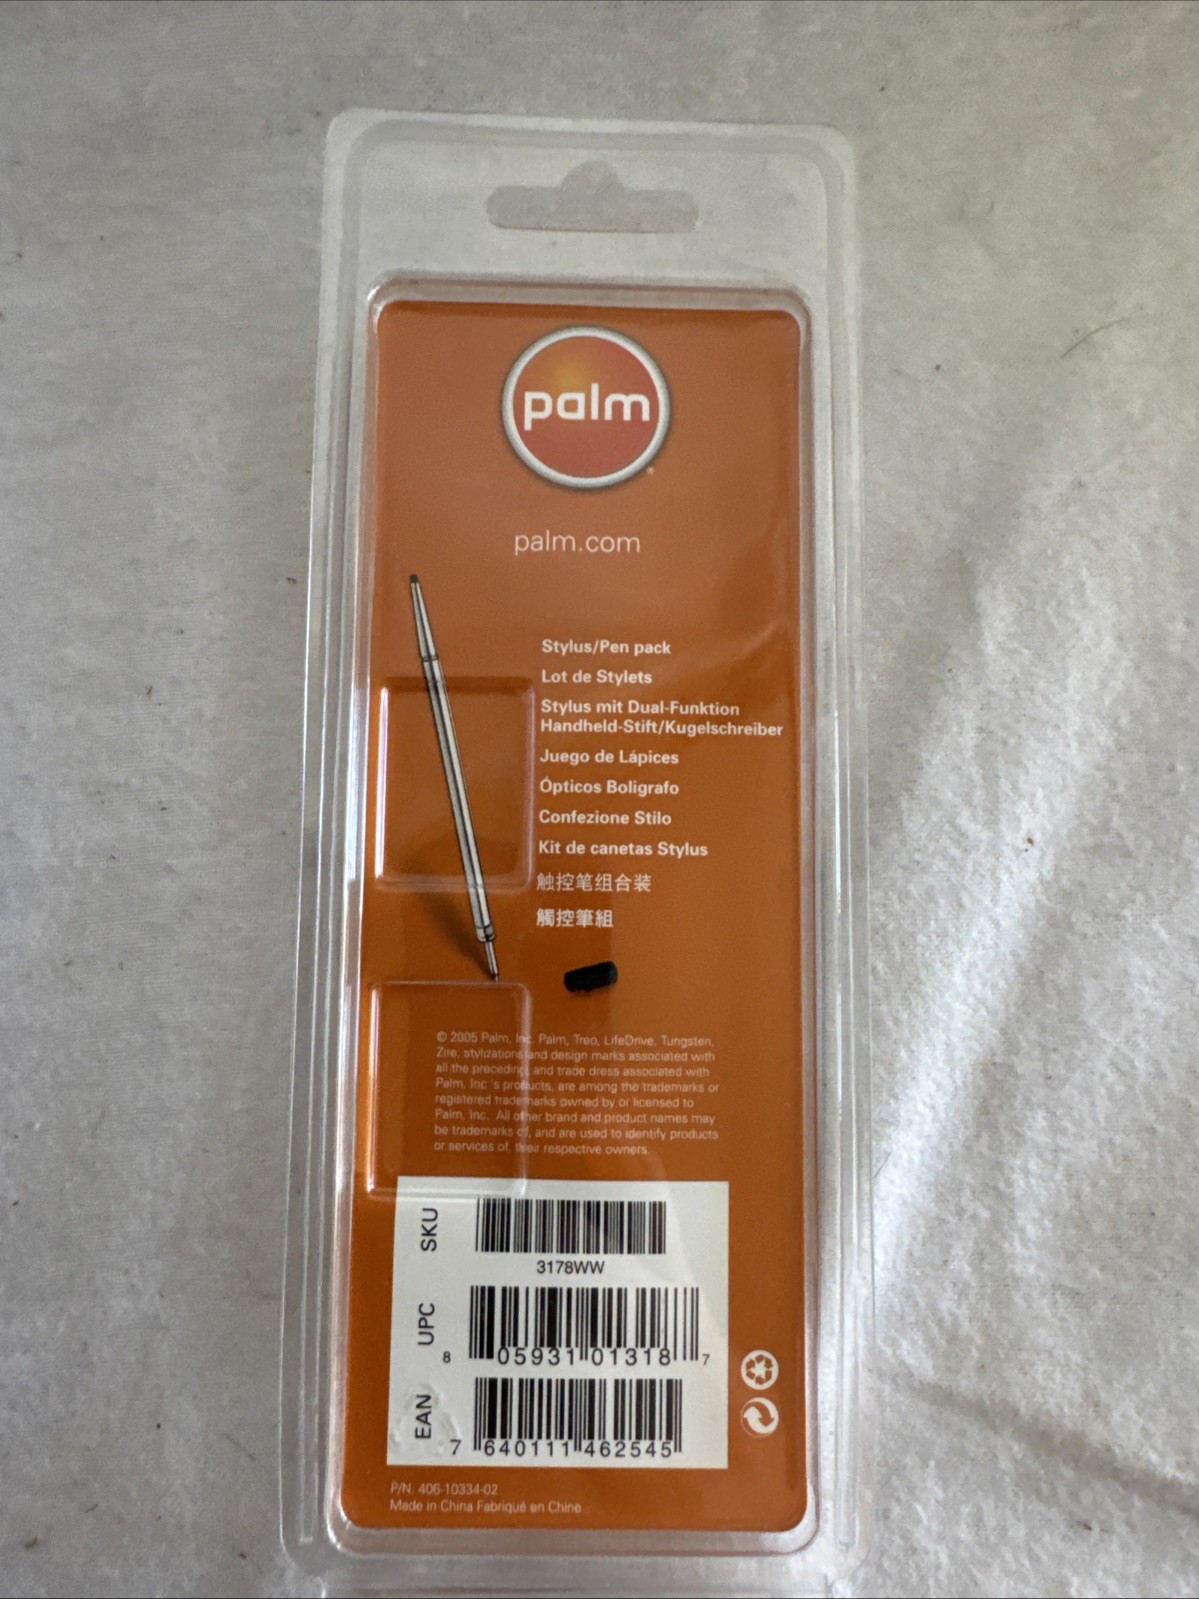 palm
palm.com
Stylus/Pen pack
Lot de Stylets
Stylus mit Dual-Funktion
Handheld-Stift/Kugelschreiber
Juego de Lápices
Ópticos Boligrafo
Confezione Stilo
Kit de canetas Stylus
触控笔组合装
觸控筆組
© 2005 Palm, Inc. Palm, Treo, LifeDrive, Tungsten,
Zire, stylizations and design marks associated with
all the preceding, and trade dress associated with
Palm, Inc 's products, are among the trademarks or
registered trademarks owned by or licensed to
Palm, Inc. All other brand and product names may
be trademarks of, and are used to identify products
or services of, their respective owners.
SKU
3178WW
UPC
8 05931 01318 7
EAN
7 640111 462545
P/N. 406-10334-02
Made in China Fabriqué en Chine